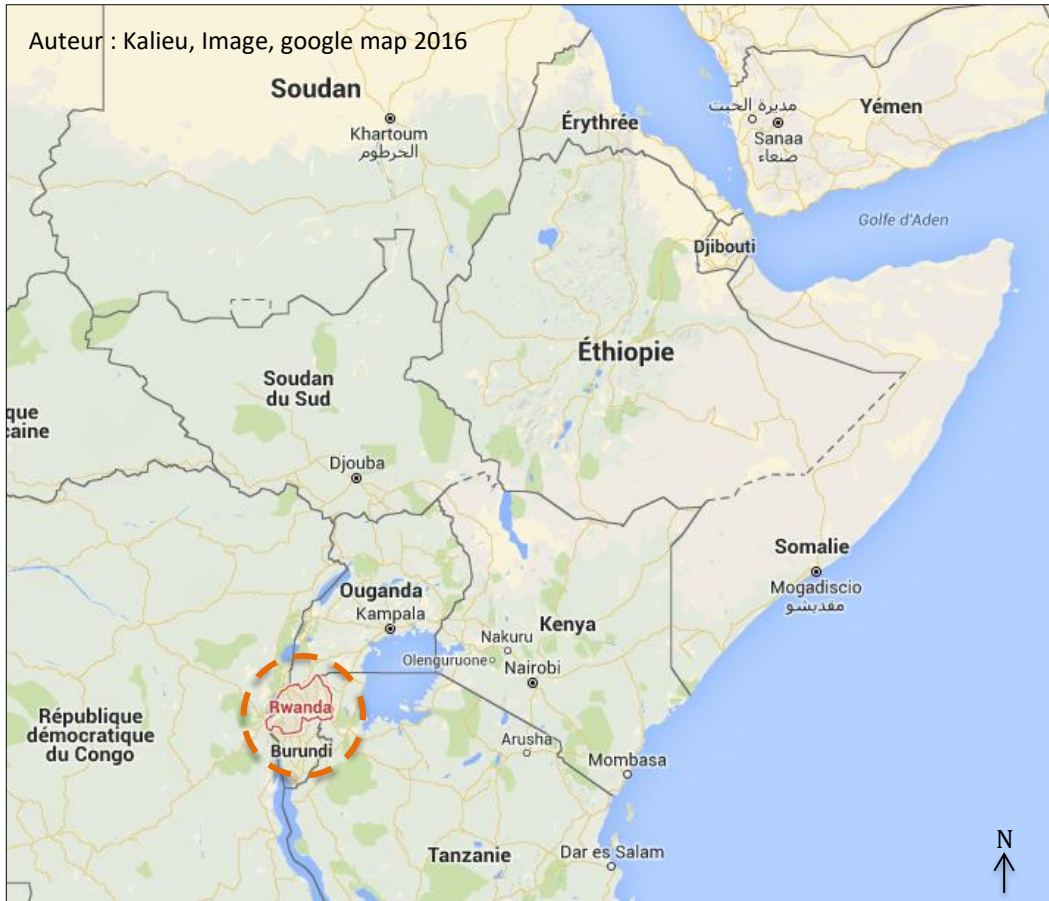 Auteur : Kalieu, Image, google map 2016
Soudan
Khartoum
الخرطوم
Érythrée
مديرة الحيت
Sanaa
صنعاء
Yémen
Golfe d'Aden
Djibouti
Éthiopie
Soudan
du Sud
que
caine
Djouba
Somalie
Mogadiscio
مقديشو
Ouganda
Kampala
Kenya
Nakuru
Olenguruone
Nairobi
Rwanda
Burundi
République
démocratique
du Congo
Arusha
Mombasa
Tanzanie
Dar es Salam
N